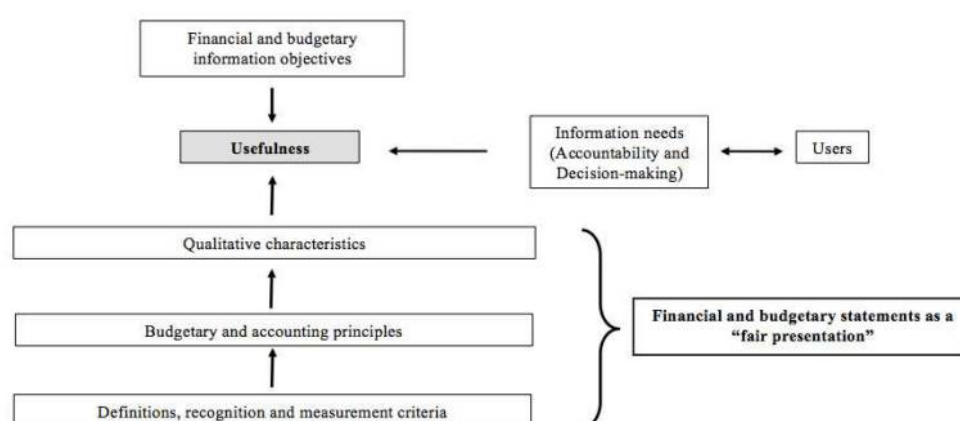 Financial and budgetary
information objectives
Usefulness
Information needs
(Accountability and
Decision-making)
Users
Qualitative characteristics
Budgetary and accounting principles
Definitions, recognition and measurement criteria
Financial and budgetary statements as a
“fair presentation”